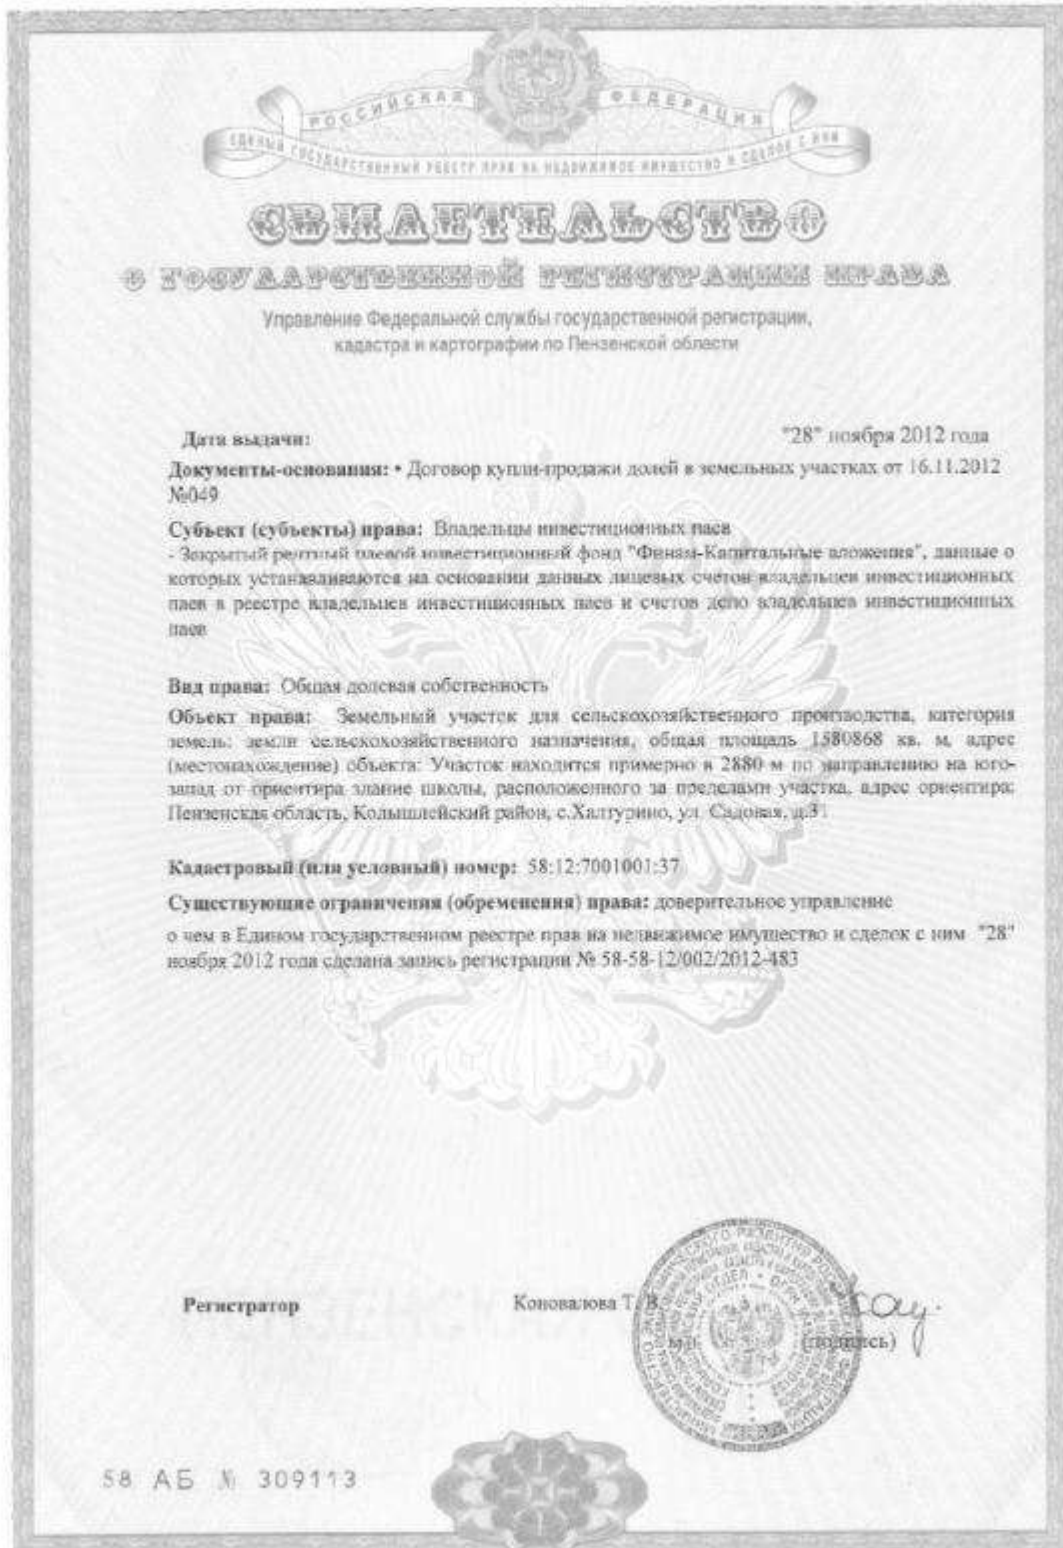 РОССИЙСКАЯ ФЕДЕРАЦИЯ
ЕДИНЫЙ ГОСУДАРСТВЕННЫЙ РЕЕСТР ПРАВ НА НЕДВИЖИМОЕ ИМУЩЕСТВО И СДЕЛОК С НИМ
СВИДЕТЕЛЬСТВО
О ГОСУДАРСТВЕННОЙ РЕГИСТРАЦИИ ПРАВА
Управление Федеральной службы государственной регистрации,
кадастра и картографии по Пензенской области
Дата выдачи: "28" ноября 2012 года
Документы-основания: • Договор купли-продажи долей в земельных участках от 16.11.2012
№049
Субъект (субъекты) права: Владельцы инвестиционных паев
- Закрытый рентный паевой инвестиционный фонд "Финам-Капитальные вложения", данные о
которых устанавливаются на основании данных лицевых счетов владельцев инвестиционных
паев в реестре владельцев инвестиционных паев и счетов депо владельцев инвестиционных
паев
Вид права: Общая долевая собственность
Объект права: Земельный участок для сельскохозяйственного производства, категория
земель: земли сельскохозяйственного назначения, общая площадь 1580868 кв. м, адрес
(местонахождение) объекта: Участок находится примерно в 2880 м по направлению на юго-
запад от ориентира здание школы, расположенного за пределами участка, адрес ориентира:
Пензенская область, Колышлейский район, с.Халтурино, ул. Садовая, д.31
Кадастровый (или условный) номер: 58:12:7001001:37
Существующие ограничения (обременения) права: доверительное управление
о чем в Едином государственном реестре прав на недвижимое имущество и сделок с ним "28"
ноября 2012 года сделана запись регистрации № 58-58-12/002/2012-483
Регистратор Коновалова Т. В.
м.п. (подпись)
58 АБ № 309113